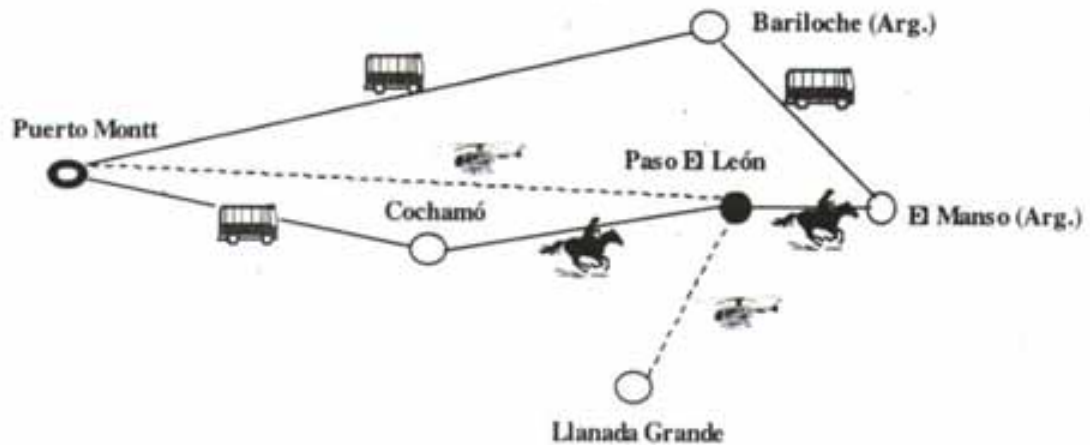 Bariloche (Arg.)
Puerto Montt
Paso El León
Cochamó
El Manso (Arg.)
Llanada Grande